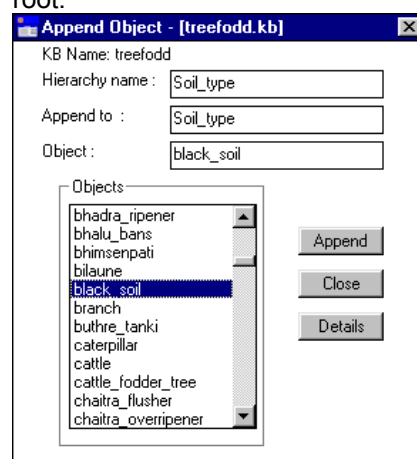 root.
Append Object - [treefodd.kb]
KB Name: treefodd
Hierarchy name : Soil_type
Append to : Soil_type
Object : black_soil
Objects
bhadra_ripener
bhalu_bans
bhimsenpati
bilaune
black_soil
branch
buthre_tanki
caterpillar
cattle
cattle_fodder_tree
chaitra_flusher
chaitra_overripener
Append
Close
Details